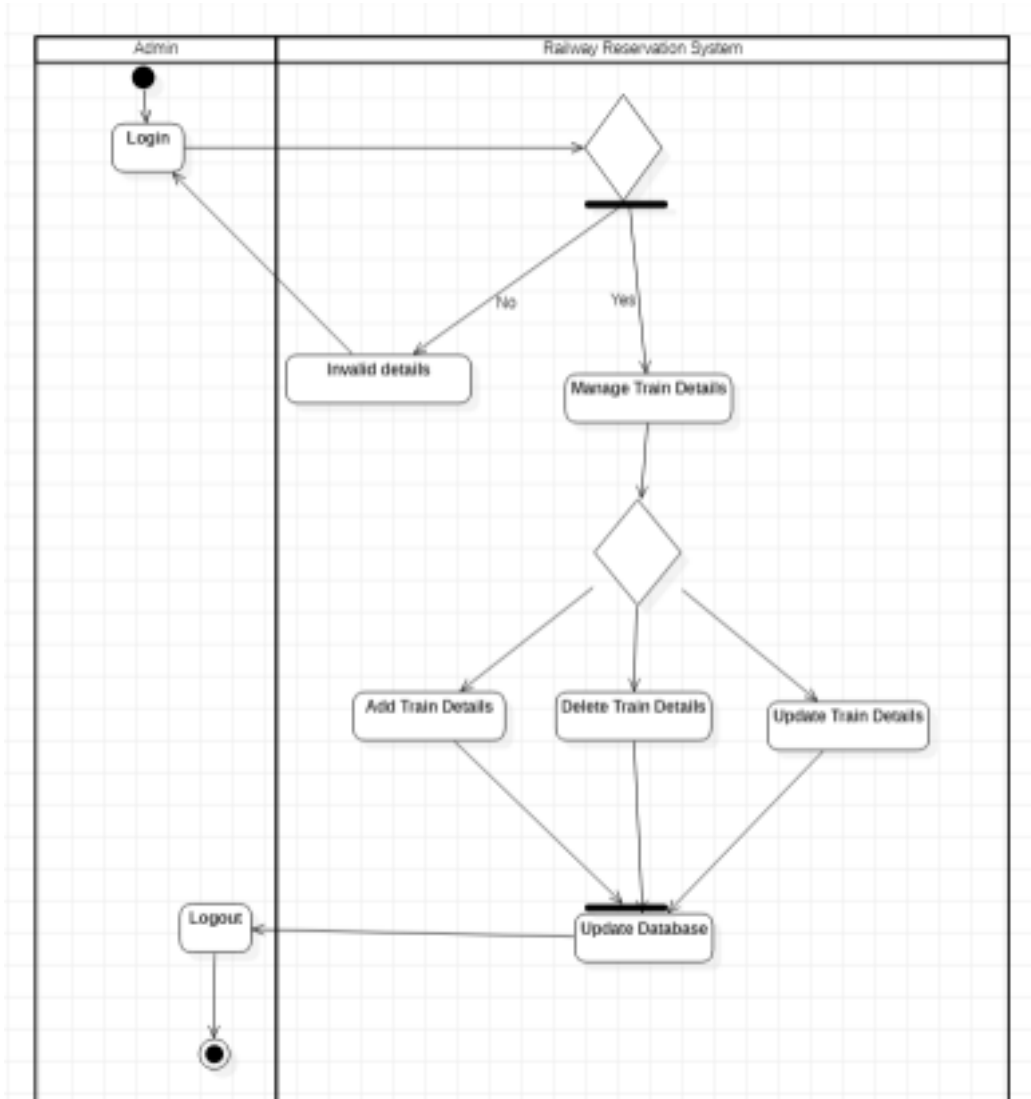 Admin
Railway Reservation System
Login
No
Yes
Invalid details
Manage Train Details
Add Train Details
Delete Train Details
Update Train Details
Logout
Update Database